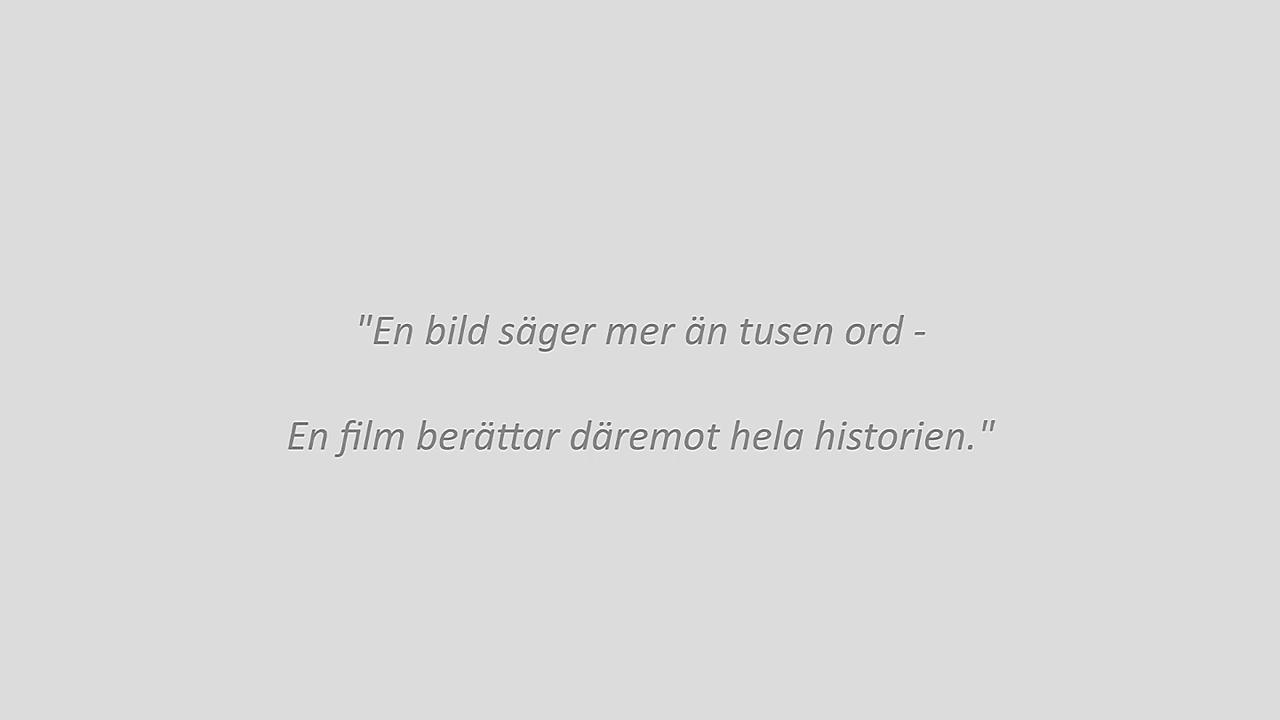 "En bild säger mer än tusen ord -
En film berättar däremot hela historien."